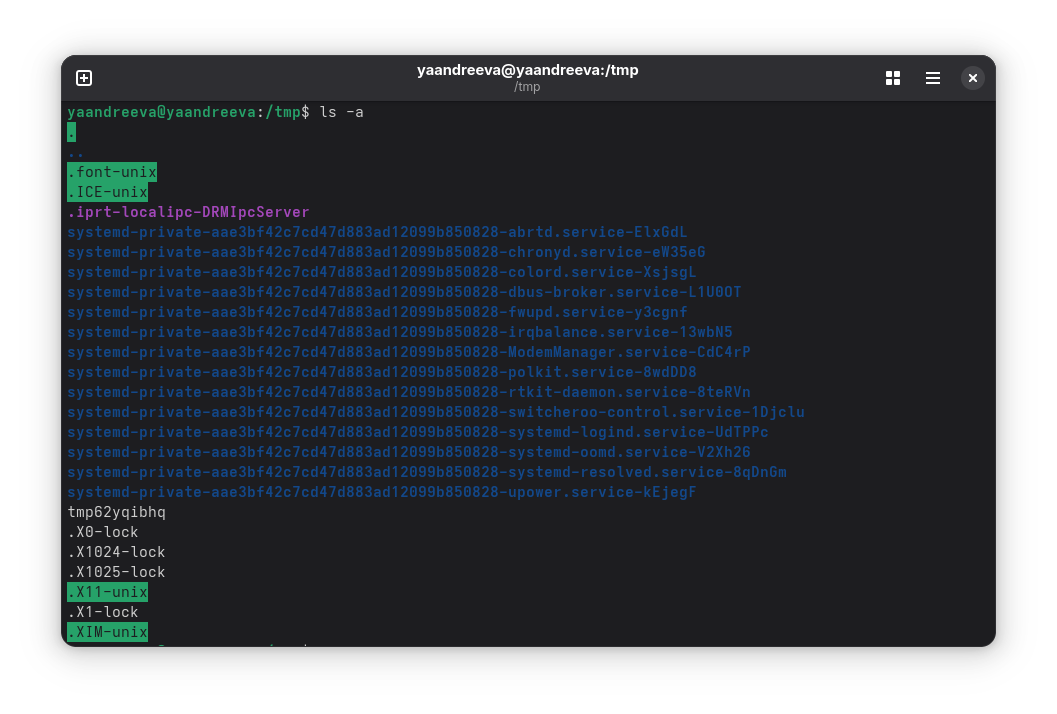 yaandreeva@yaandreeva:/tmp
/tmp
yaandreeva@yaandreeva:/tmp$ ls -a
.
..
.font-unix
.ICE-unix
.iprt-localipc-DRMIpcServer
systemd-private-aae3bf42c7cd47d883ad12099b850828-abrtd.service-ElxGdL
systemd-private-aae3bf42c7cd47d883ad12099b850828-chronyd.service-eW35eG
systemd-private-aae3bf42c7cd47d883ad12099b850828-colord.service-XsjsgL
systemd-private-aae3bf42c7cd47d883ad12099b850828-dbus-broker.service-L1U0OT
systemd-private-aae3bf42c7cd47d883ad12099b850828-fwupd.service-y3cgnf
systemd-private-aae3bf42c7cd47d883ad12099b850828-irqbalance.service-13wbN5
systemd-private-aae3bf42c7cd47d883ad12099b850828-ModemManager.service-CdC4rP
systemd-private-aae3bf42c7cd47d883ad12099b850828-polkit.service-8wdDD8
systemd-private-aae3bf42c7cd47d883ad12099b850828-rtkit-daemon.service-8teRVn
systemd-private-aae3bf42c7cd47d883ad12099b850828-switcheroo-control.service-1Djclu
systemd-private-aae3bf42c7cd47d883ad12099b850828-systemd-logind.service-UdTPPc
systemd-private-aae3bf42c7cd47d883ad12099b850828-systemd-oomd.service-V2Xh2G
systemd-private-aae3bf42c7cd47d883ad12099b850828-systemd-resolved.service-8qDnGm
systemd-private-aae3bf42c7cd47d883ad12099b850828-upower.service-kEjegF
tmp62yqibhq
.X0-lock
.X1024-lock
.X1025-lock
.X11-unix
.X1-lock
.XIM-unix